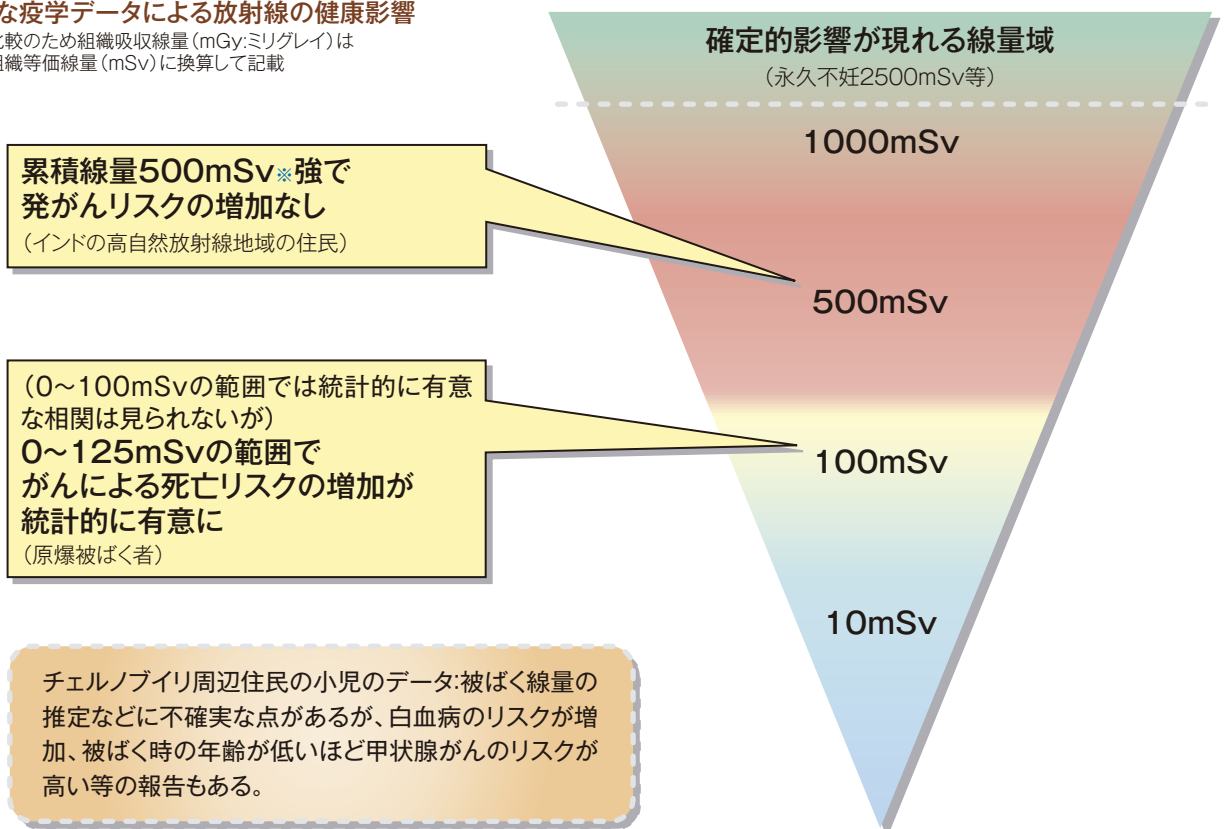 な疫学データによる放射線の健康影響
較のため組織吸収線量(mGy:ミリグレイ)は
組織等価線量(mSv)に換算して記載
確定的影響が現れる線量域
（永久不妊2500mSv等）
1000mSv
累積線量500mSv※強で
発がんリスクの増加なし
（インドの高自然放射線地域の住民）
500mSv
（0～100mSvの範囲では統計的に有意
な相関は見られないが）
0～125mSvの範囲で
がんによる死亡リスクの増加が
統計的に有意に
（原爆被ばく者）
100mSv
10mSv
チェルノブイリ周辺住民の小児のデータ:被ばく線量の
推定などに不確実な点があるが、白血病のリスクが増
加、被ばく時の年齢が低いほど甲状腺がんのリスクが
高い等の報告もある。